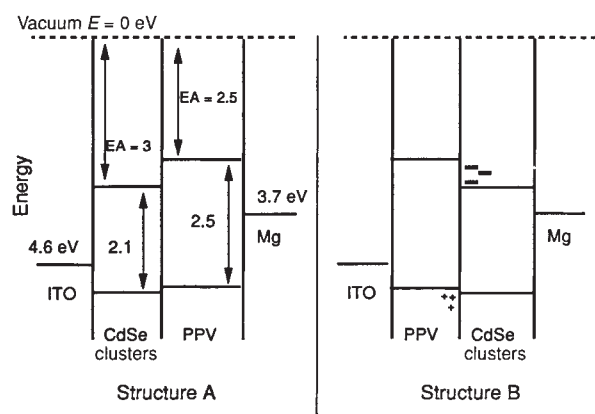 Vacuum E = 0 eV
EA = 2.5
EA = 3
Energy
3.7 eV
2.5
4.6 eV
2.1
Mg
Mg
ITO
ITO
++
+
CdSe
clusters
PPV
PPV
CdSe
clusters
Structure A
Structure B